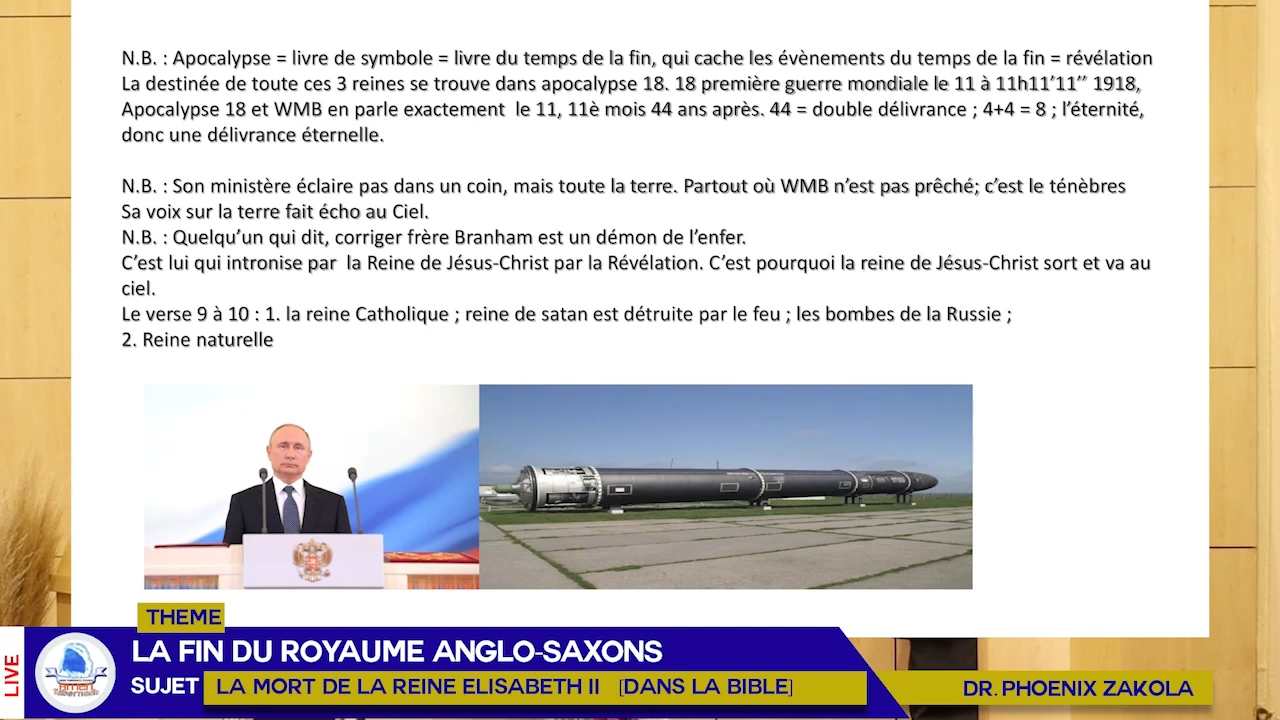 N.B. : Apocalypse = livre de symbole = livre du temps de la fin, qui cache les évènements du temps de la fin = révélation
La destinée de toute ces 3 reines se trouve dans apocalypse 18. 18 première guerre mondiale le 11 à 11h11’11’’ 1918,
Apocalypse 18 et WMB en parle exactement  le 11, 11è mois 44 ans après. 44 = double délivrance ; 4+4 = 8 ; l’éternité,
donc une délivrance éternelle.
N.B. : Son ministère éclaire pas dans un coin, mais toute la terre. Partout où WMB n’est pas prêché; c’est le ténèbres
Sa voix sur la terre fait écho au Ciel.
N.B. : Quelqu’un qui dit, corriger frère Branham est un démon de l’enfer.
C’est lui qui intronise par  la Reine de Jésus-Christ par la Révélation. C’est pourquoi la reine de Jésus-Christ sort et va au
ciel.
Le verse 9 à 10 : 1. la reine Catholique ; reine de satan est détruite par le feu ; les bombes de la Russie ;
2. Reine naturelle
THEME
LA FIN DU ROYAUME ANGLO-SAXONS
LIVE
SUJET
LA MORT DE LA REINE ELISABETH II [DANS LA BIBLE]
DR. PHOENIX ZAKOLA